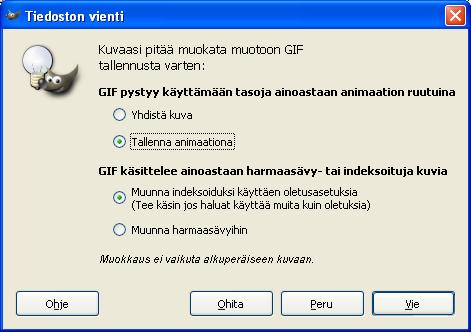 Tiedoston vienti
Kuvaasi pitää muokata muotoon GIF
tallennusta varten:
GIF pystyy käyttämään tasoja ainoastaan animaation ruutuina
Yhdistä kuva
Tallenna animaationa
GIF käsittelee ainoastaan harmaasävy- tai indeksoituja kuvia
Muunna indeksoiduksi käyttäen oletusasetuksia
(Tee käsin jos haluat käyttää muita kuin oletuksia)
Muunna harmaasävyihin
Muokkaus ei vaikuta alkuperäiseen kuvaan.
Ohje
Ohita
Peru
Vie